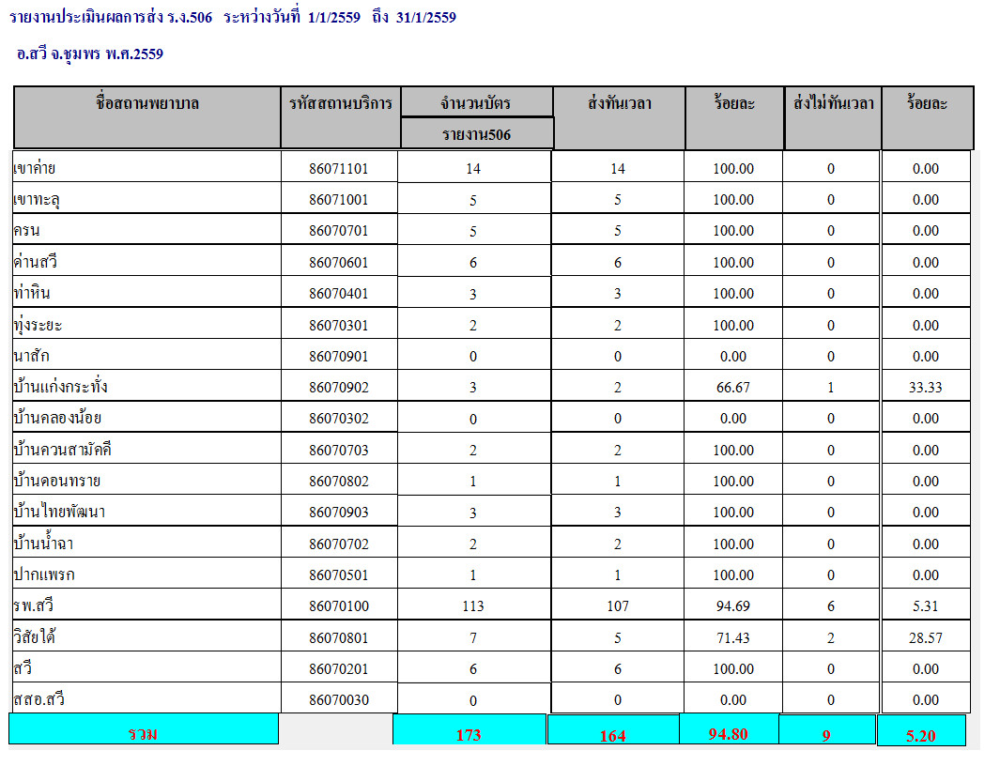 รายงานประเมินผลการส่ง ร.ง.506 ระหว่างวันที่ 1/1/2559 ถึง 31/1/2559
อ.สวี จ.ชุมพร พ.ศ.2559
ชื่อสถานพยาบาล รหัสสถานบริการ จำนวนบัตร ส่งทันเวลา ร้อยละ ส่งไม่ทันเวลา ร้อยละ
รายงาน506
เขาค่าย 86071101 14 14 100.00 0 0.00
เขาทะลุ 86071001 5 5 100.00 0 0.00
ครน 86070701 5 5 100.00 0 0.00
ด่านสวี 86070601 6 6 100.00 0 0.00
ท่าหิน 86070401 3 3 100.00 0 0.00
ทุ่งระยะ 86070301 2 2 100.00 0 0.00
นาสัก 86070901 0 0 0.00 0 0.00
บ้านแก่งกระทั่ง 86070902 3 2 66.67 1 33.33
บ้านคลองน้อย 86070302 0 0 0.00 0 0.00
บ้านควนสามัคคี 86070703 2 2 100.00 0 0.00
บ้านดอนทราย 86070802 1 1 100.00 0 0.00
บ้านไทยพัฒนา 86070903 3 3 100.00 0 0.00
บ้านน้ำฉา 86070702 2 2 100.00 0 0.00
ปากแพรก 86070501 1 1 100.00 0 0.00
รพ.สวี 86070100 113 107 94.69 6 5.31
วิสัยใต้ 86070801 7 5 71.43 2 28.57
สวี 86070201 6 6 100.00 0 0.00
สสอ.สวี 86070030 0 0 0.00 0 0.00
รวม 173 164 94.80 9 5.20